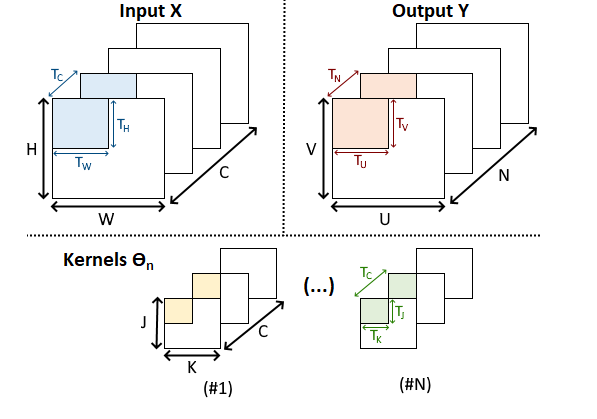 Input X
Output Y
T_C
T_N
H
T_H
T_W
C
W
V
T_V
T_U
N
U
Kernels Θ_n
T_C
(...)
J
T_J
T_K
C
K
(#1)
(#N)